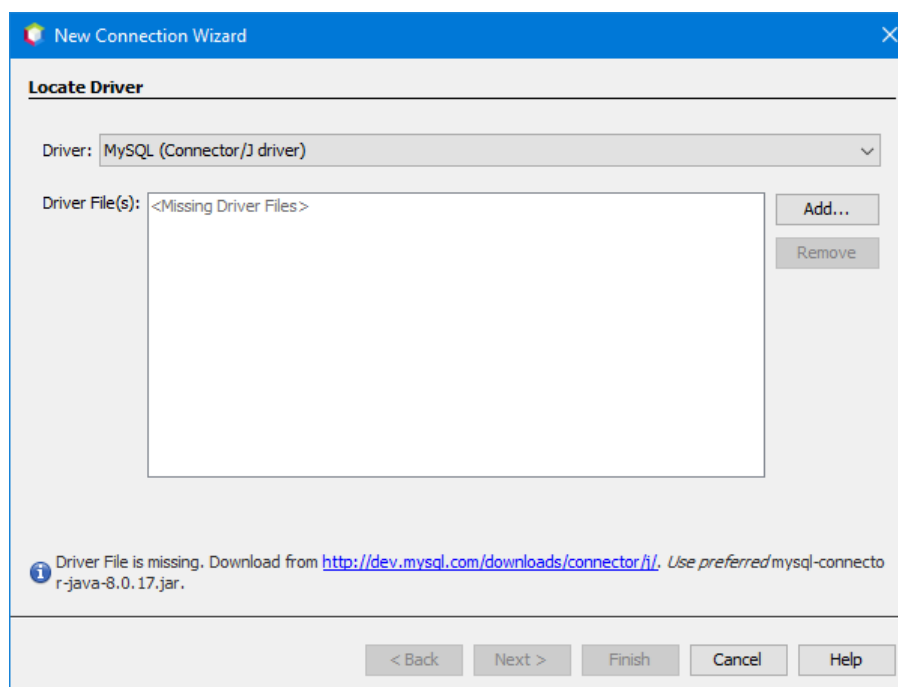 New Connection Wizard
Locate Driver
Driver: MySQL (Connector/J driver)
Driver File(s): <Missing Driver Files>
Add...
Remove
Driver File is missing. Download from http://dev.mysql.com/downloads/connector/j/. Use preferred mysql-connecto
r-java-8.0.17.jar.
< Back Next > Finish Cancel Help